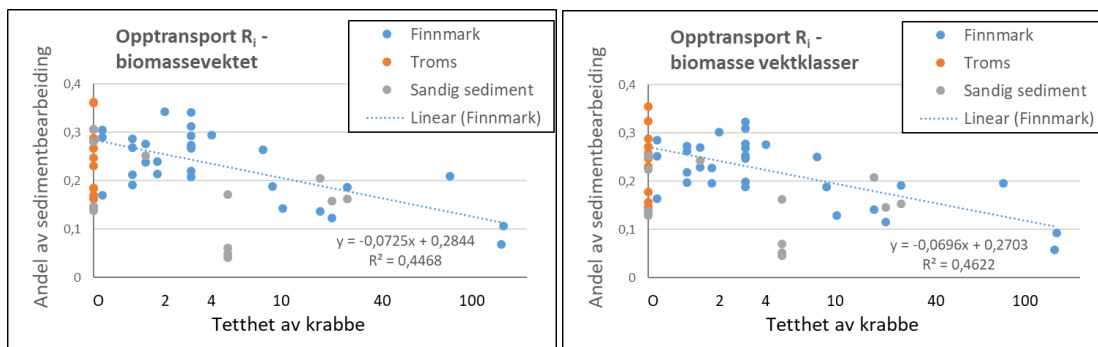 Opptransport Rᵢ -
biomassevektet
Finnmark
Troms
Sandig sediment
Linear (Finnmark)
Andel av sedimentbearbeiding
0,4
0,3
0,2
0,1
0
y = -0,0725x + 0,2844
R² = 0,4468
O 2 4 10 40 100
Tetthet av krabbe
Opptransport Rᵢ -
biomasse vektklasser
Finnmark
Troms
Sandig sediment
Linear (Finnmark)
Andel av sedimentbearbeiding
0,4
0,3
0,2
0,1
0
y = -0,0696x + 0,2703
R² = 0,4622
O 2 4 10 40 100
Tetthet av krabbe